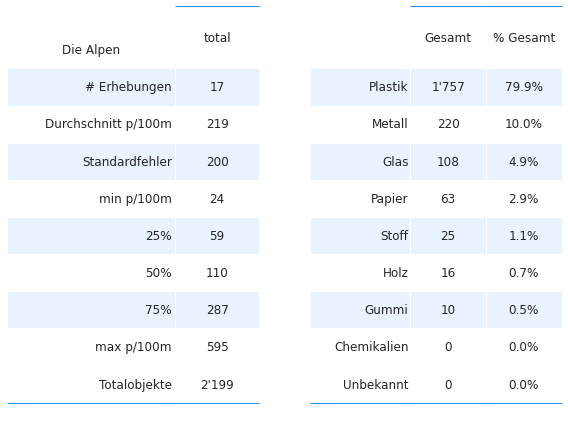 Die Alpen total
# Erhebungen 17
Durchschnitt p/100m 219
Standardfehler 200
min p/100m 24
25% 59
50% 110
75% 287
max p/100m 595
Totalobjekte 2'199
Gesamt % Gesamt
Plastik 1'757 79.9%
Metall 220 10.0%
Glas 108 4.9%
Papier 63 2.9%
Stoff 25 1.1%
Holz 16 0.7%
Gummi 10 0.5%
Chemikalien 0 0.0%
Unbekannt 0 0.0%